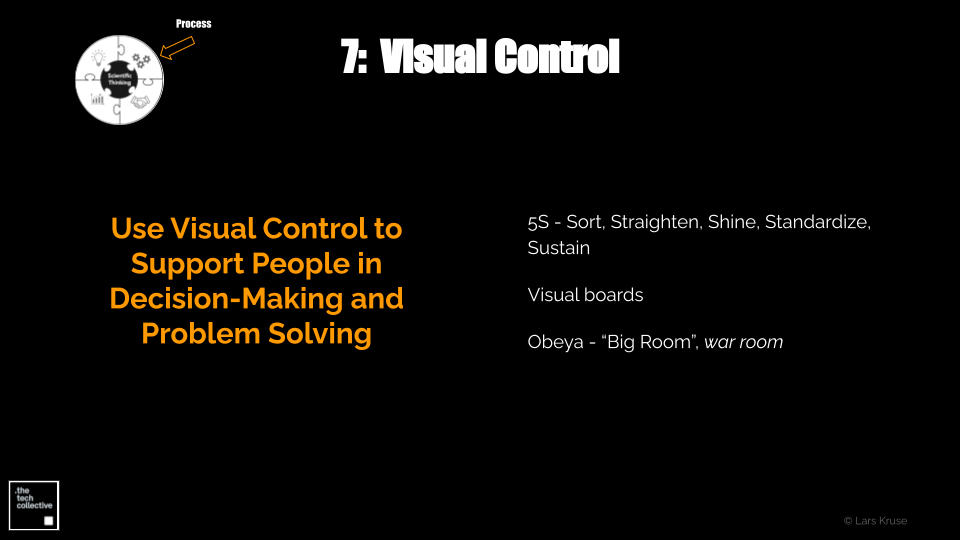 Process
7: Visual Control
Scientific
Thinking
Use Visual Control to
Support People in
Decision-Making and
Problem Solving
5S - Sort, Straighten, Shine, Standardize,
Sustain
Visual boards
Obeya - “Big Room”, war room
.the
tech
collective
© Lars Kruse